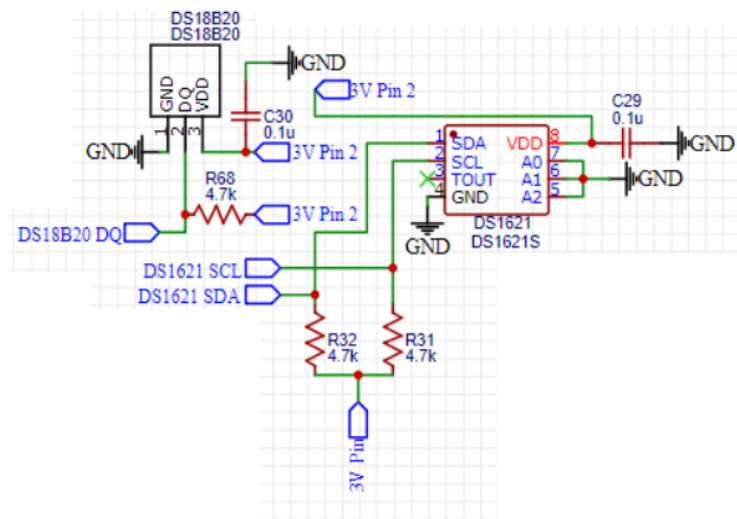 DS18B20
DS18B20
GND
DQ
VDD
1
2
3
GND
GND
C30
0.1u
3V Pin 2
3V Pin 2
R68
4.7k
3V Pin 2
DS18B20 DQ
C29
0.1u
GND
1
2
3
4
SDA
SCL
TOUT
GND
VDD
A0
A1
A2
8
7
6
5
GND
GND
DS1621
DS1621S
DS1621 SCL
DS1621 SDA
R32
4.7k
R31
4.7k
3V Pin